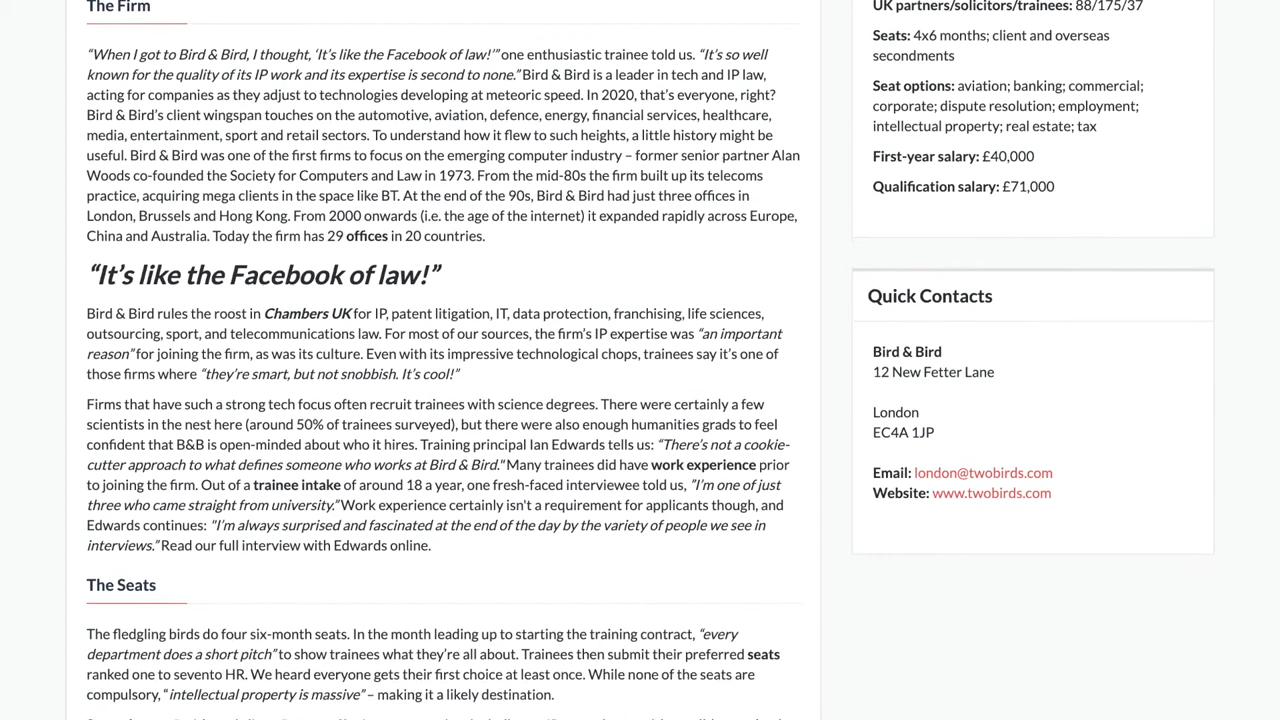 The Firm
“When I got to Bird & Bird, I thought, ‘It’s like the Facebook of law!’” one enthusiastic trainee told us. “It’s so well
known for the quality of its IP work and its expertise is second to none.” Bird & Bird is a leader in tech and IP law,
acting for companies as they adjust to technologies developing at meteoric speed. In 2020, that’s everyone, right?
Bird & Bird’s client wingspan touches on the automotive, aviation, defence, energy, financial services, healthcare,
media, entertainment, sport and retail sectors. To understand how it flew to such heights, a little history might be
useful. Bird & Bird was one of the first firms to focus on the emerging computer industry – former senior partner Alan
Woods co-founded the Society for Computers and Law in 1973. From the mid-80s the firm built up its telecoms
practice, acquiring mega clients in the space like BT. At the end of the 90s, Bird & Bird had just three offices in
London, Brussels and Hong Kong. From 2000 onwards (i.e. the age of the internet) it expanded rapidly across Europe,
China and Australia. Today the firm has 29 offices in 20 countries.
“It’s like the Facebook of law!”
Bird & Bird rules the roost in Chambers UK for IP, patent litigation, IT, data protection, franchising, life sciences,
outsourcing, sport, and telecommunications law. For most of our sources, the firm’s IP expertise was “an important
reason” for joining the firm, as was its culture. Even with its impressive technological chops, trainees say it’s one of
those firms where “they’re smart, but not snobbish. It’s cool!”
Firms that have such a strong tech focus often recruit trainees with science degrees. There were certainly a few
scientists in the nest here (around 50% of trainees surveyed), but there were also enough humanities grads to feel
confident that B&B is open-minded about who it hires. Training principal Ian Edwards tells us: “There’s not a cookie-
cutter approach to what defines someone who works at Bird & Bird." Many trainees did have work experience prior
to joining the firm. Out of a trainee intake of around 18 a year, one fresh-faced interviewee told us, ”I’m one of just
three who came straight from university.” Work experience certainly isn't a requirement for applicants though, and
Edwards continues: "I’m always surprised and fascinated at the end of the day by the variety of people we see in
interviews.” Read our full interview with Edwards online.
The Seats
The fledgling birds do four six-month seats. In the month leading up to starting the training contract, “every
department does a short pitch” to show trainees what they’re all about. Trainees then submit their preferred seats
ranked one to sevento HR. We heard everyone gets their first choice at least once. While none of the seats are
compulsory, “intellectual property is massive” – making it a likely destination.
UK partners/solicitors/trainees: 88/175/37
Seats: 4x6 months; client and overseas
secondments
Seat options: aviation; banking; commercial;
corporate; dispute resolution; employment;
intellectual property; real estate; tax
First-year salary: £40,000
Qualification salary: £71,000
Quick Contacts
Bird & Bird
12 New Fetter Lane
London
EC4A 1JP
Email: london@twobirds.com
Website: www.twobirds.com